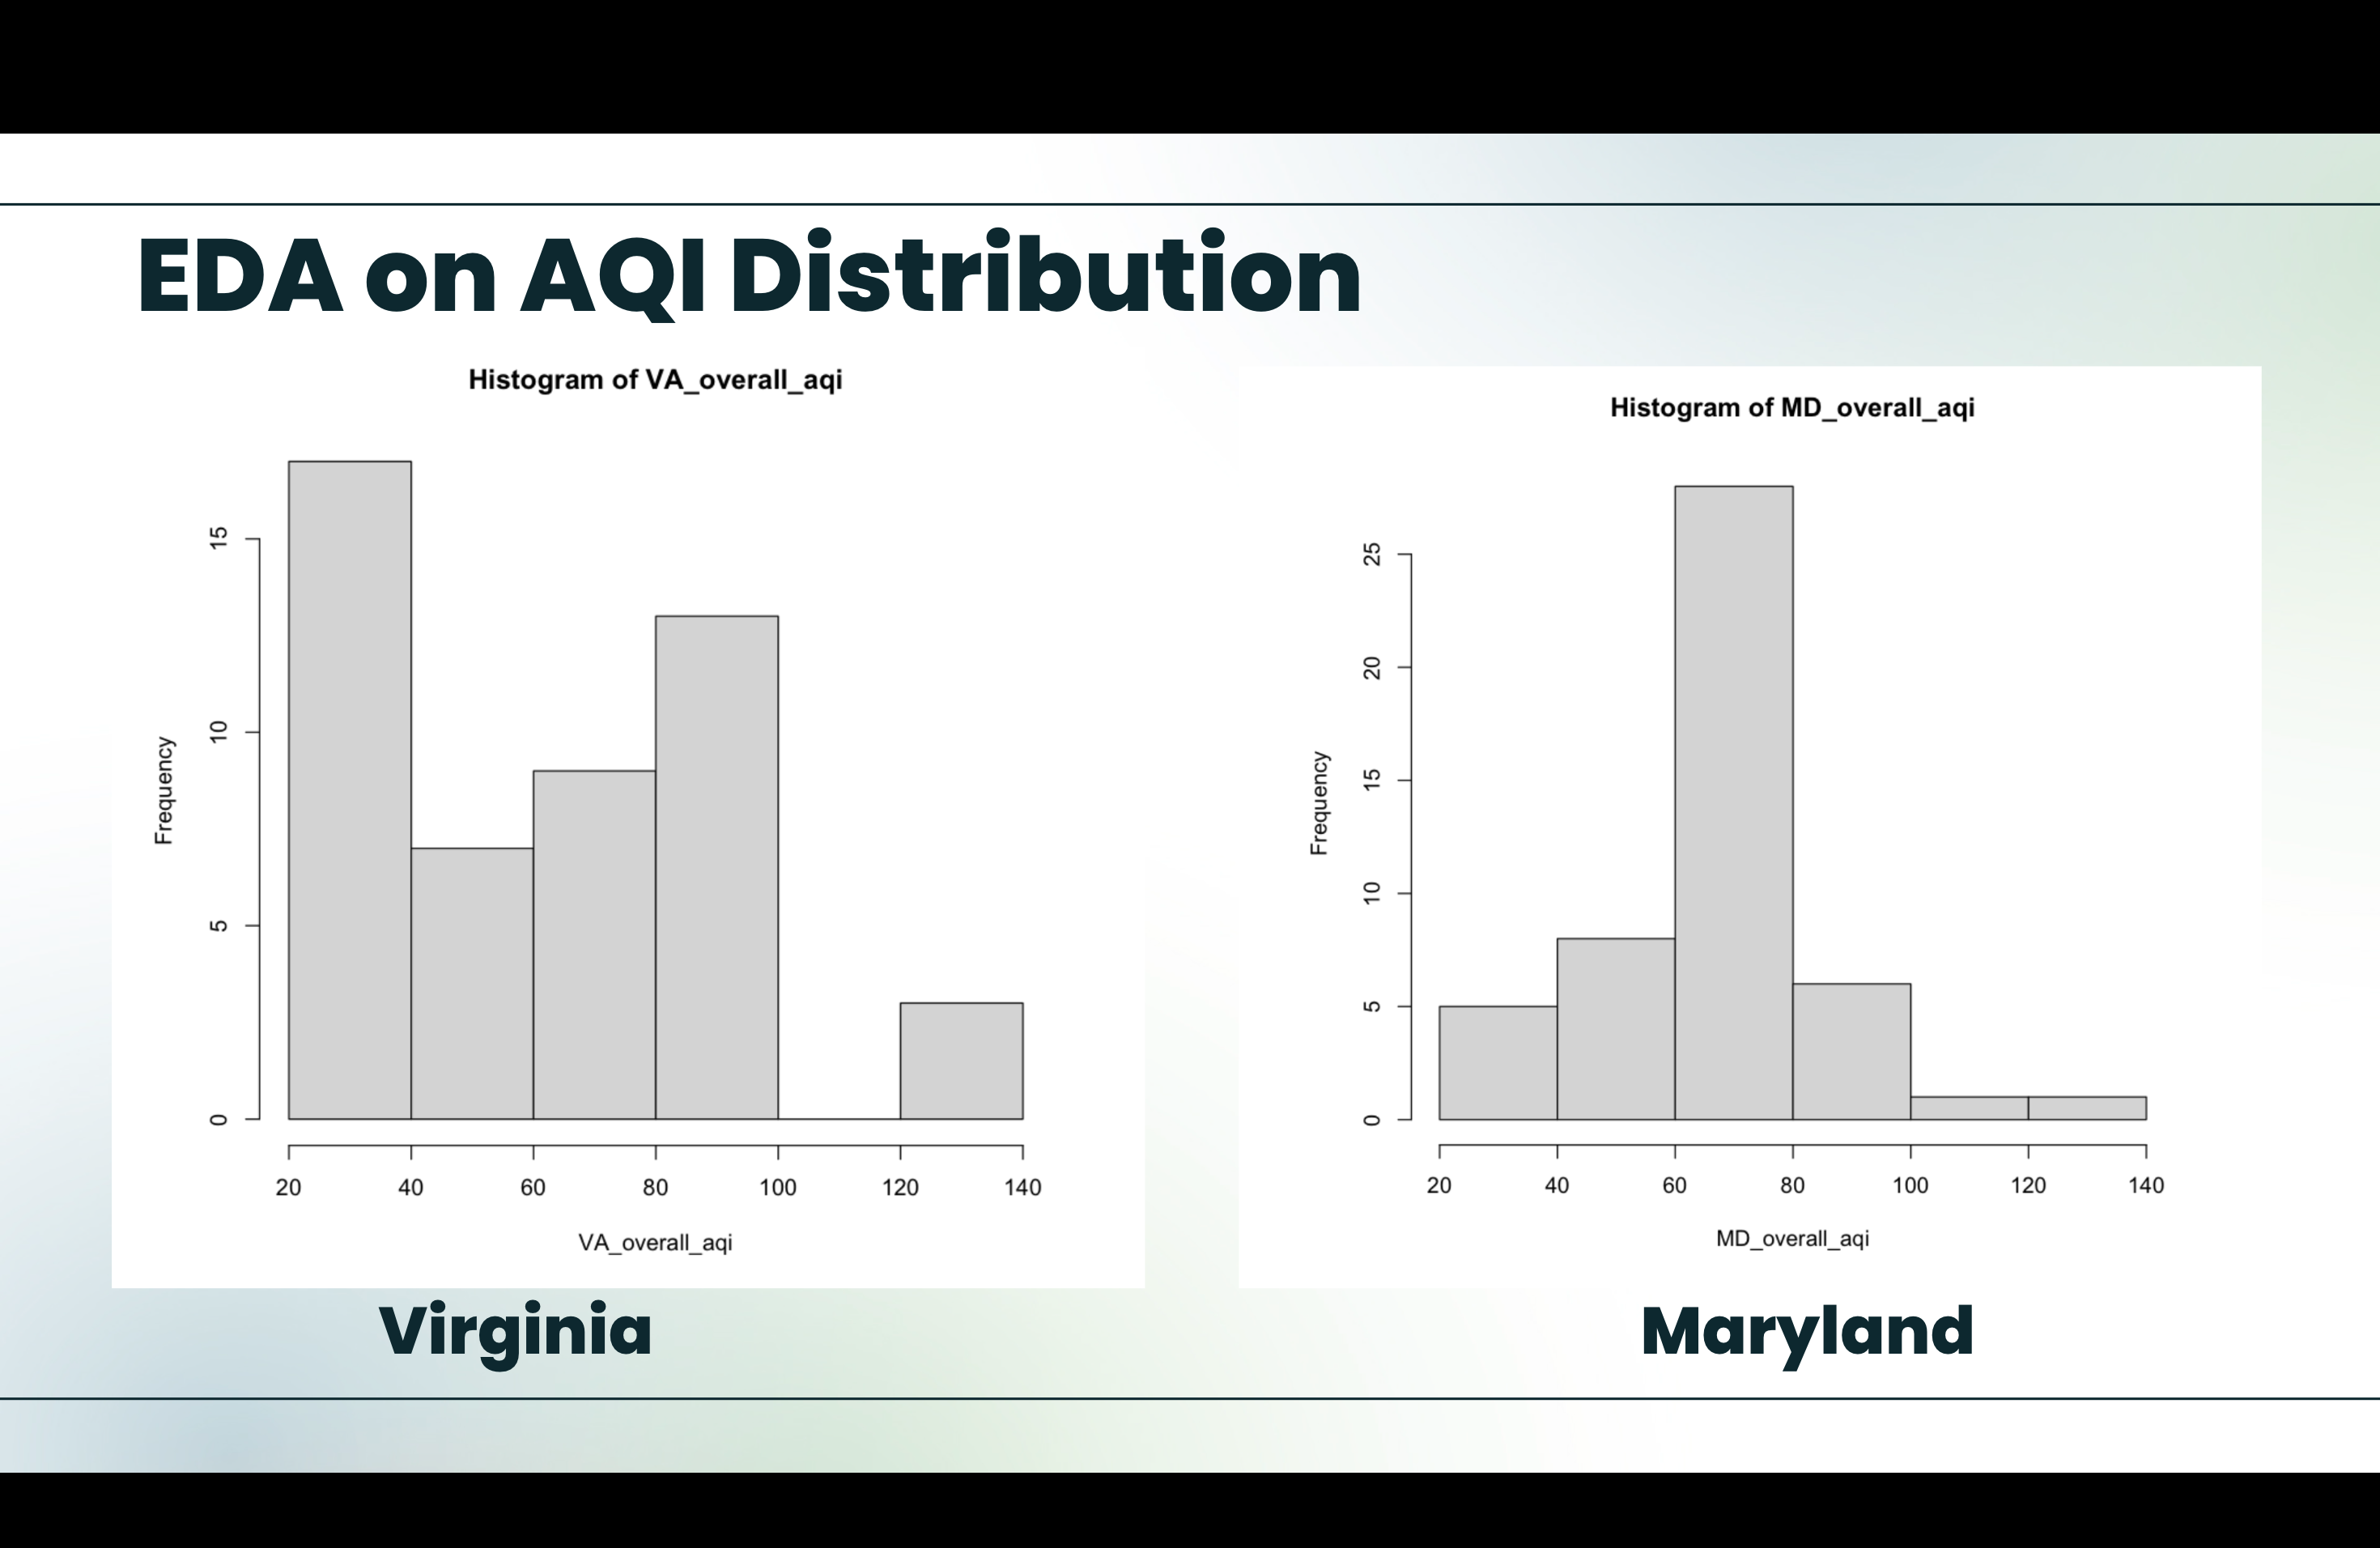 EDA on AQI Distribution
Histogram of VA_overall_aqi
Frequency
15
10
5
0
20 40 60 80 100 120 140
VA_overall_aqi
Virginia
Histogram of MD_overall_aqi
Frequency
25
20
15
10
5
0
20 40 60 80 100 120 140
MD_overall_aqi
Maryland